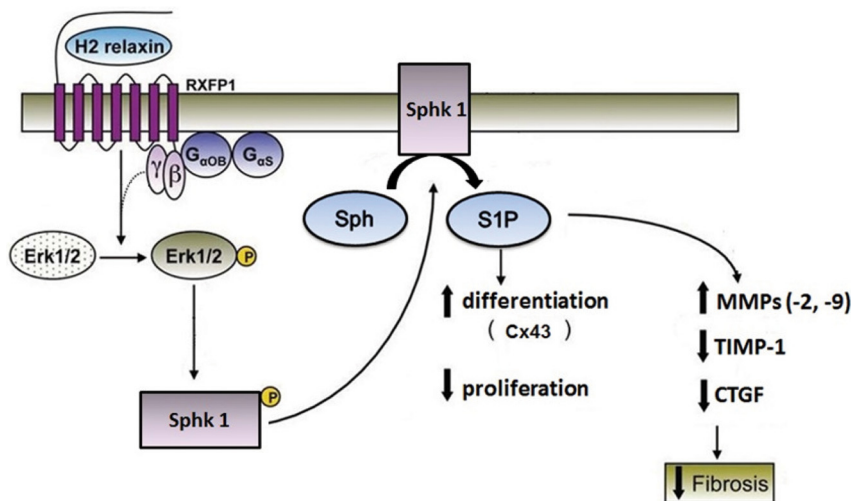 H2 relaxin
RXFP1
Sphk 1
γ
β
GαOB
GαS
Sph
S1P
Erk1/2
Erk1/2
P
differentiation
( Cx43 )
proliferation
MMPs (-2, -9)
TIMP-1
CTGF
P
Sphk 1
Fibrosis